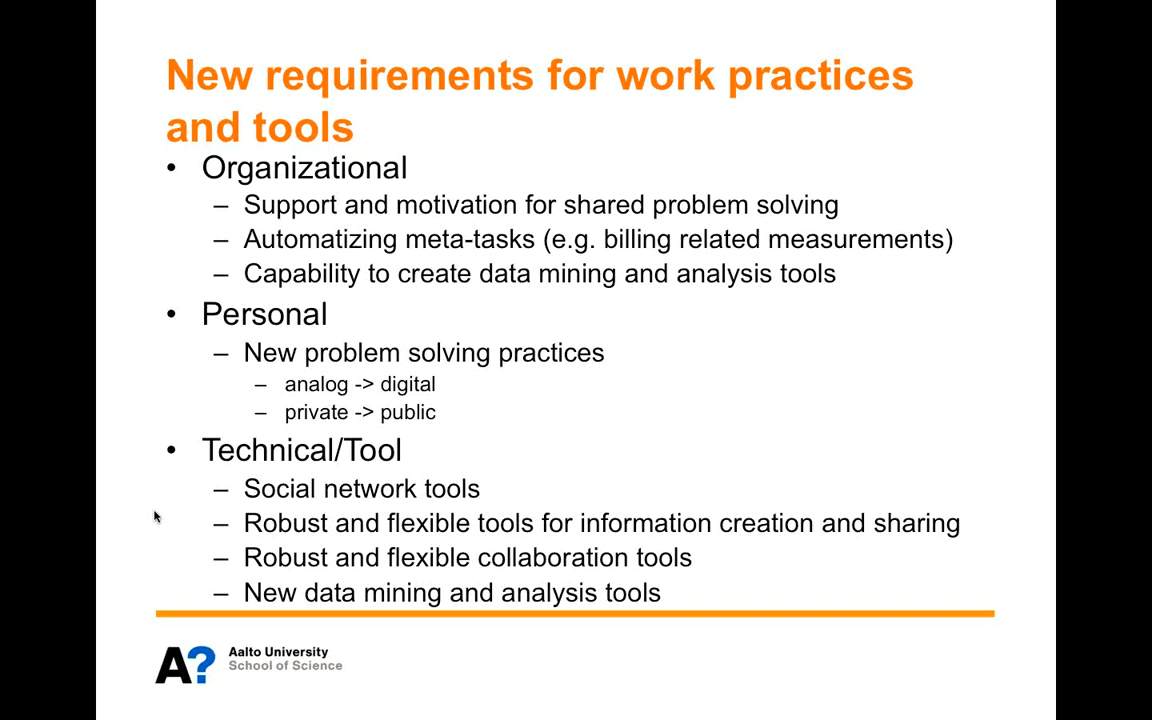 New requirements for work practices
and tools
• Organizational
– Support and motivation for shared problem solving
– Automatizing meta-tasks (e.g. billing related measurements)
– Capability to create data mining and analysis tools
• Personal
– New problem solving practices
– analog -> digital
– private -> public
• Technical/Tool
– Social network tools
– Robust and flexible tools for information creation and sharing
– Robust and flexible collaboration tools
– New data mining and analysis tools
A?
Aalto University
School of Science